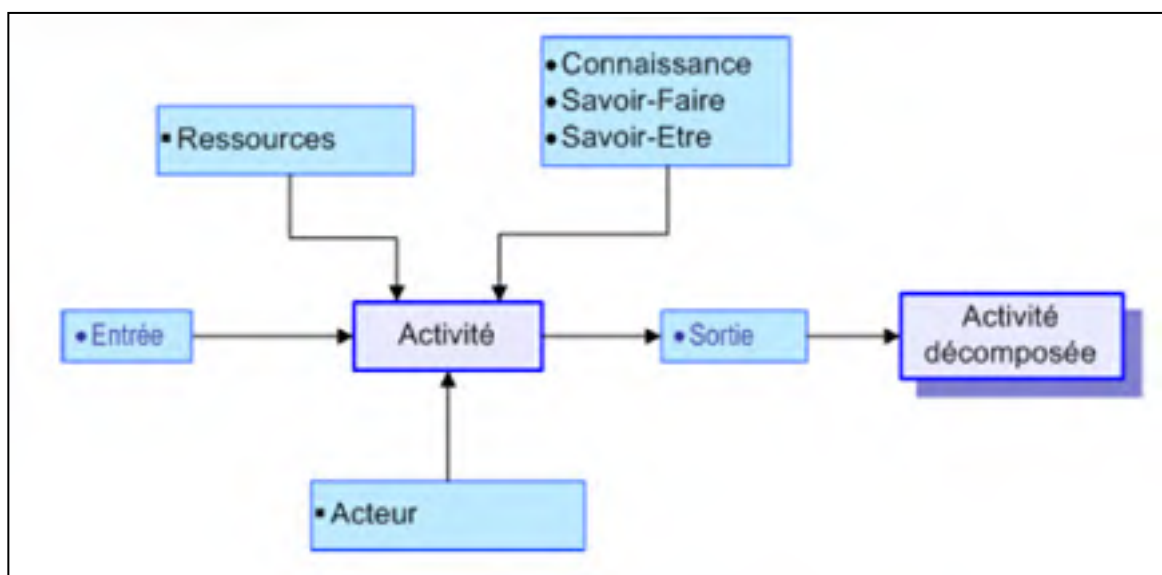 • Connaissance
• Savoir-Faire
• Savoir-Etre
▪ Ressources
• Entrée
Activité
• Sortie
Activité
décomposée
▪ Acteur